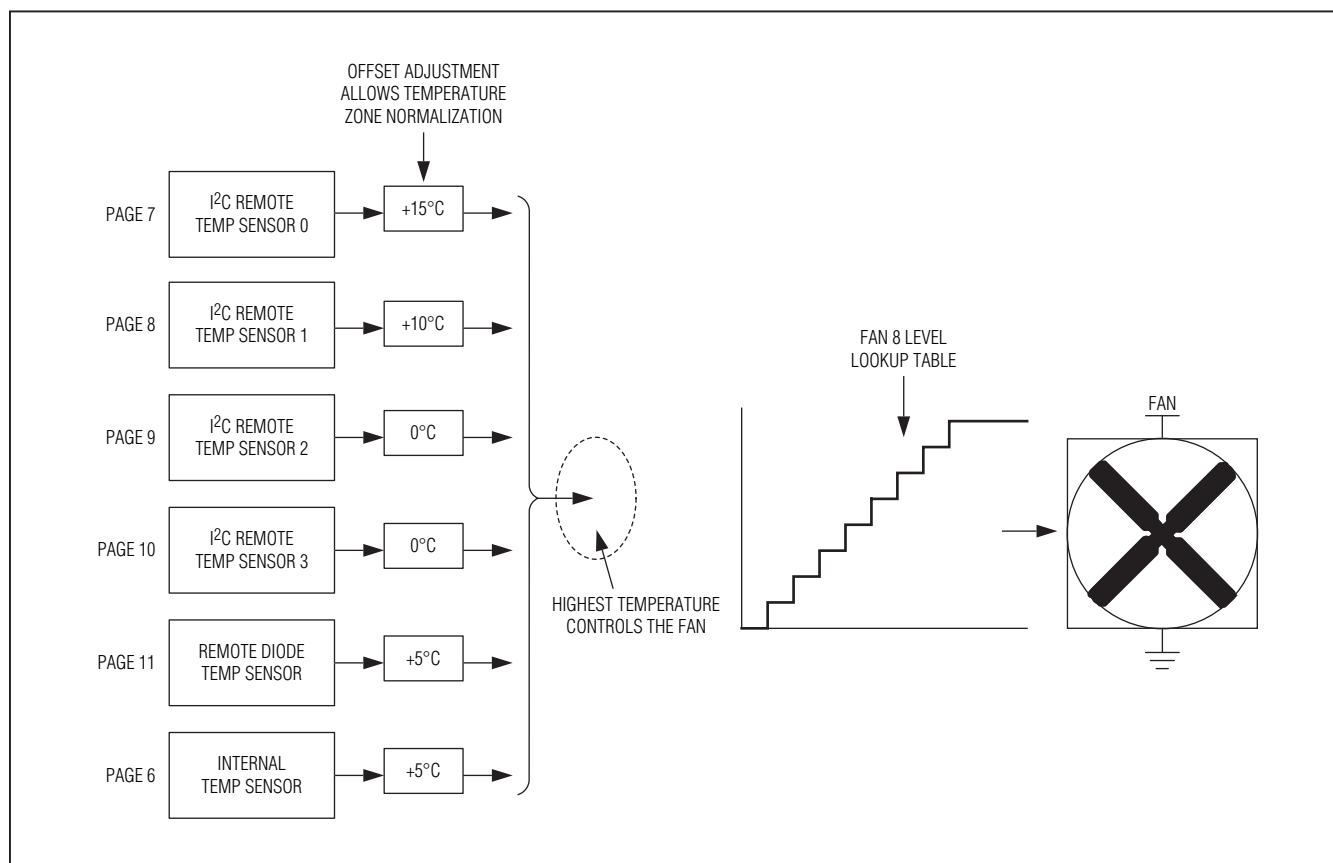 OFFSET ADJUSTMENT
ALLOWS TEMPERATURE
ZONE NORMALIZATION
PAGE 7
I²C REMOTE
TEMP SENSOR 0
+15°C
PAGE 8
I²C REMOTE
TEMP SENSOR 1
+10°C
PAGE 9
I²C REMOTE
TEMP SENSOR 2
0°C
PAGE 10
I²C REMOTE
TEMP SENSOR 3
0°C
PAGE 11
REMOTE DIODE
TEMP SENSOR
+5°C
PAGE 6
INTERNAL
TEMP SENSOR
+5°C
HIGHEST TEMPERATURE
CONTROLS THE FAN
FAN 8 LEVEL
LOOKUP TABLE
FAN